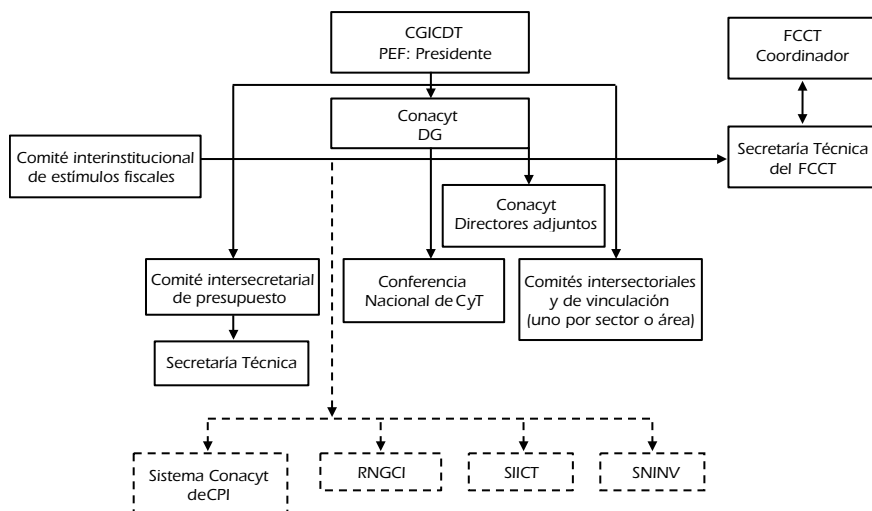 CGICDT
PEF: Presidente
FCCT
Coordinador
Conacyt
DG
Comité interinstitucional
de estímulos fiscales
Secretaría Técnica
del FCCT
Conacyt
Directores adjuntos
Comité intersecretarial
de presupuesto
Conferencia
Nacional de CyT
Comités intersectoriales
y de vinculación
(uno por sector o área)
Secretaría Técnica
Sistema Conacyt
deCPI
RNGCI
SIICT
SNINV